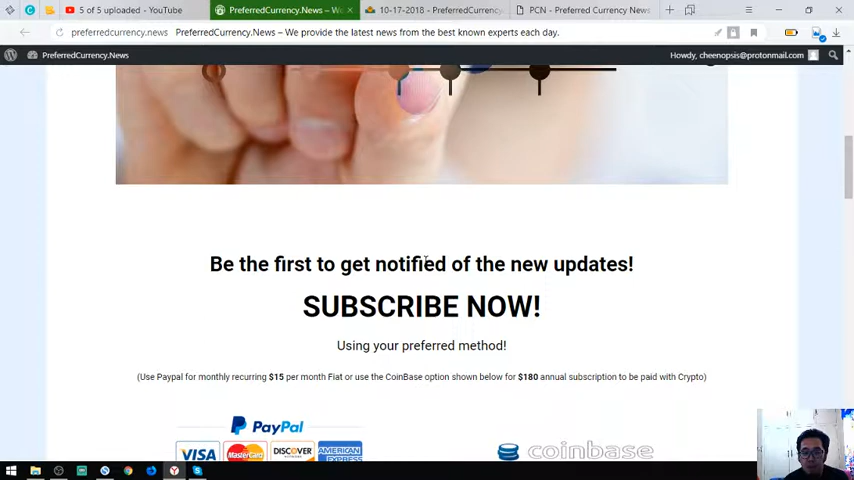 5 of 5 uploaded - YouTube
PreferredCurrency.News – We
10-17-2018 - PreferredCurrency.
PCN - Preferred Currency News
preferredcurrency.news PreferredCurrency.News – We provide the latest news from the best known experts each day.
PreferredCurrency.News
Howdy, cheenopsis@protonmail.com
Be the first to get notified of the new updates!
SUBSCRIBE NOW!
Using your preferred method!
(Use Paypal for monthly recurring $15 per month Fiat or use the CoinBase option shown below for $180 annual subscription to be paid with Crypto)
PayPal
coinbase
VISA MasterCard DISCOVER AMERICAN EXPRESS